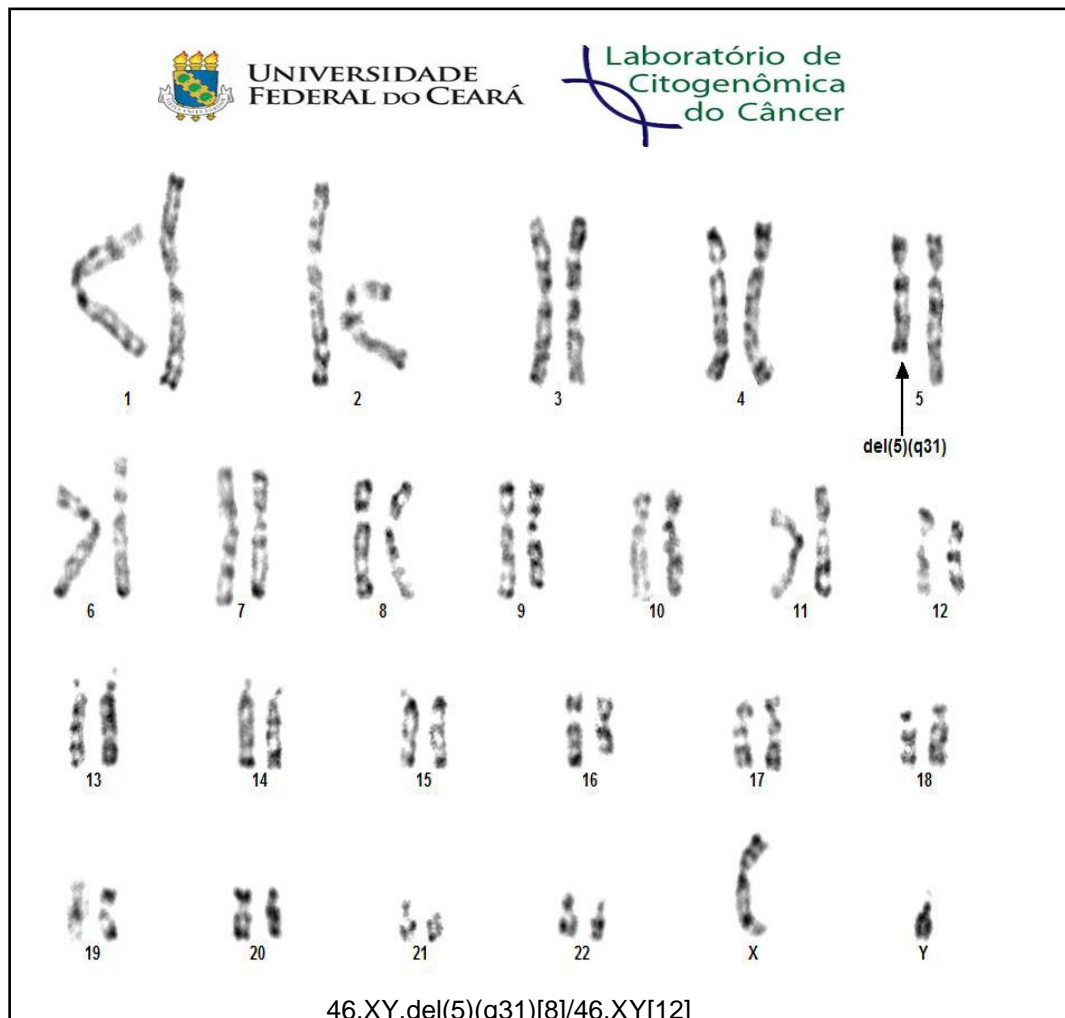 UNIVERSIDADE
FEDERAL DO CEARÁ
Laboratório de
Citogenômica
do Câncer
1 2 3 4 5
del(5)(q31)
6 7 8 9 10 11 12
13 14 15 16 17 18
19 20 21 22 X Y
46,XY,del(5)(q31)[8]/46,XY[12]